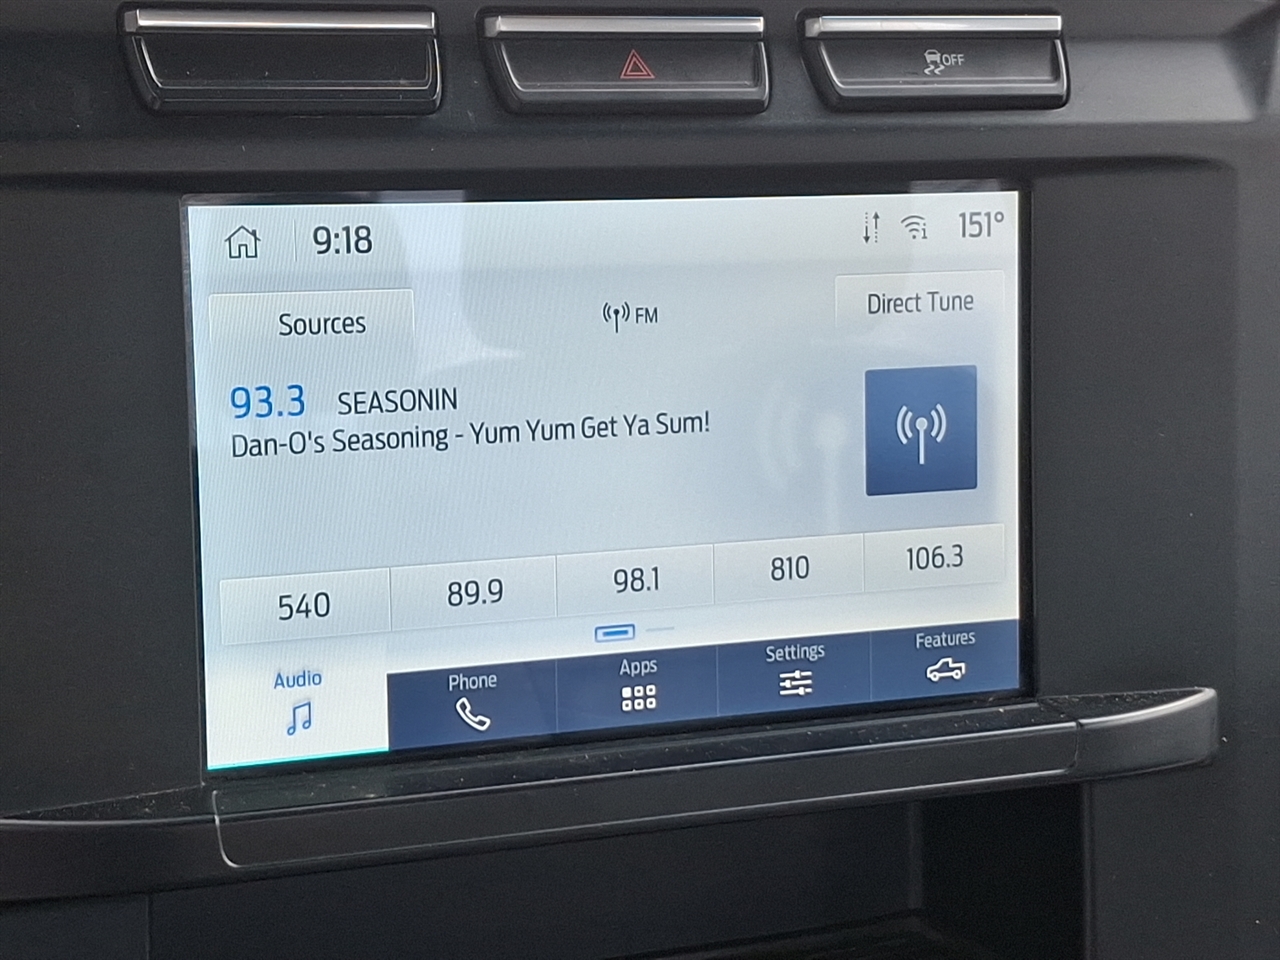 OFF
9:18
151°
Sources
FM
Direct Tune
93.3 SEASONIN
Dan-O's Seasoning - Yum Yum Get Ya Sum!
540
89.9
98.1
810
106.3
Audio
Phone
Apps
Settings
Features